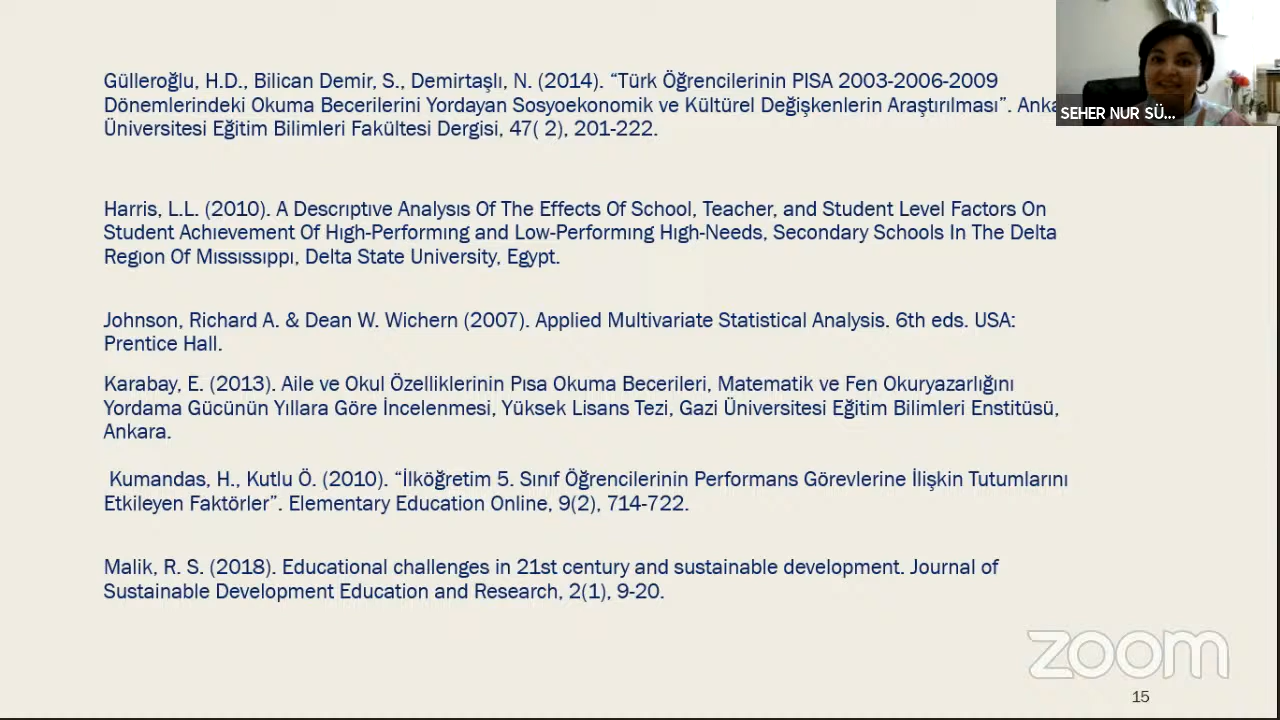 Gülleroğlu, H.D., Bilican Demir, S., Demirtaşlı, N. (2014). “Türk Öğrencilerinin PISA 2003-2006-2009
Dönemlerindeki Okuma Becerilerini Yordayan Sosyoekonomik ve Kültürel Değişkenlerin Araştırılması”.
Üniversitesi Eğitim Bilimleri Fakültesi Dergisi, 47( 2), 201-222.
SEHER NUR SÜ...
Harris, L.L. (2010). A Descrıptıve Analysıs Of The Effects Of School, Teacher, and Student Level Factors On
Student Achıevement Of Hıgh-Performıng and Low-Performıng Hıgh-Needs, Secondary Schools In The Delta
Regıon Of Mıssıssıppı, Delta State University, Egypt.
Johnson, Richard A. & Dean W. Wichern (2007). Applied Multivariate Statistical Analysis. 6th eds. USA:
Prentice Hall.
Karabay, E. (2013). Aile ve Okul Özelliklerinin Pısa Okuma Becerileri, Matematik ve Fen Okuryazarlığını
Yordama Gücünün Yıllara Göre İncelenmesi, Yüksek Lisans Tezi, Gazi Üniversitesi Eğitim Bilimleri Enstitüsü,
Ankara.
Kumandas, H., Kutlu Ö. (2010). “İlköğretim 5. Sınıf Öğrencilerinin Performans Görevlerine İlişkin Tutumlarını
Etkileyen Faktörler”. Elementary Education Online, 9(2), 714-722.
Malik, R. S. (2018). Educational challenges in 21st century and sustainable development. Journal of
Sustainable Development Education and Research, 2(1), 9-20.
zoom
15